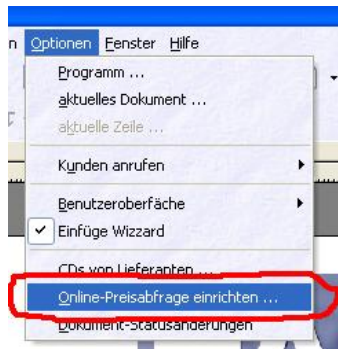 n Optionen Fenster Hilfe
Programm ...
aktuelles Dokument ...
aktuelle Zeile ...
Kunden anrufen
Benutzeroberfäche
Einfüge Wizzard
CDs von Lieferanten ...
Online-Preisabfrage einrichten ...
Dokument-Statusänderungen